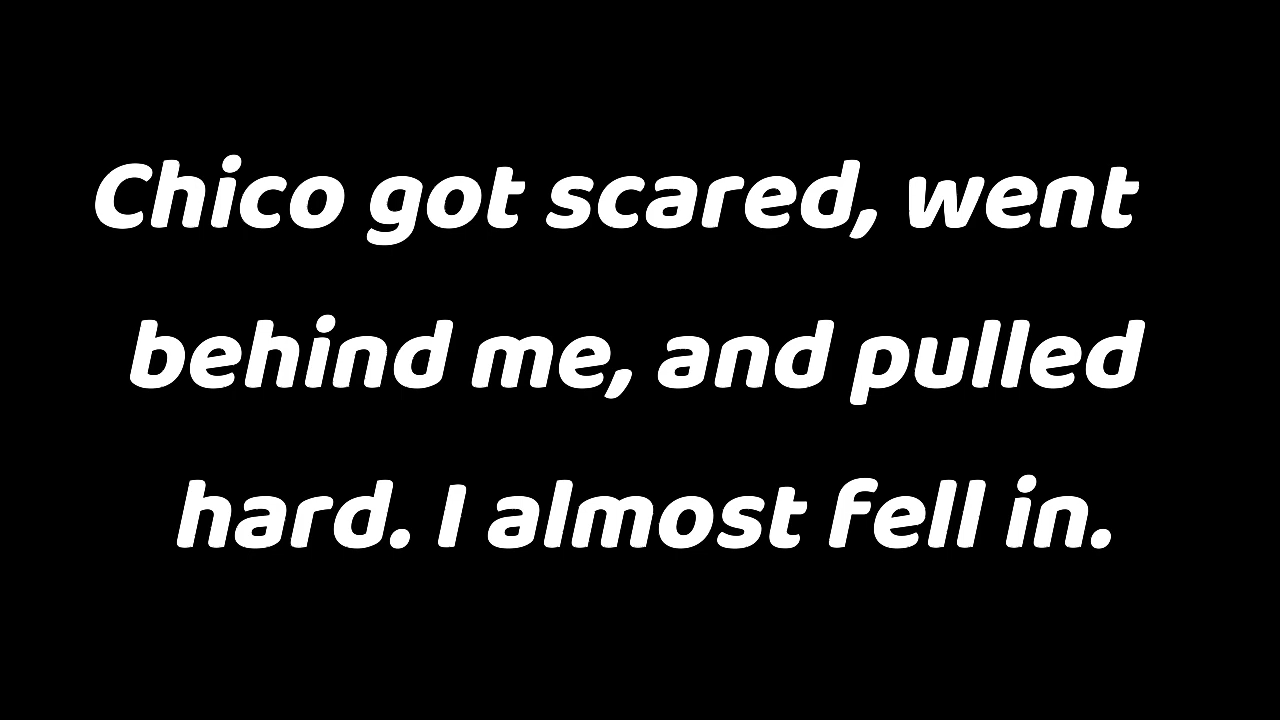 Chico got scared, went
behind me, and pulled
hard. I almost fell in.